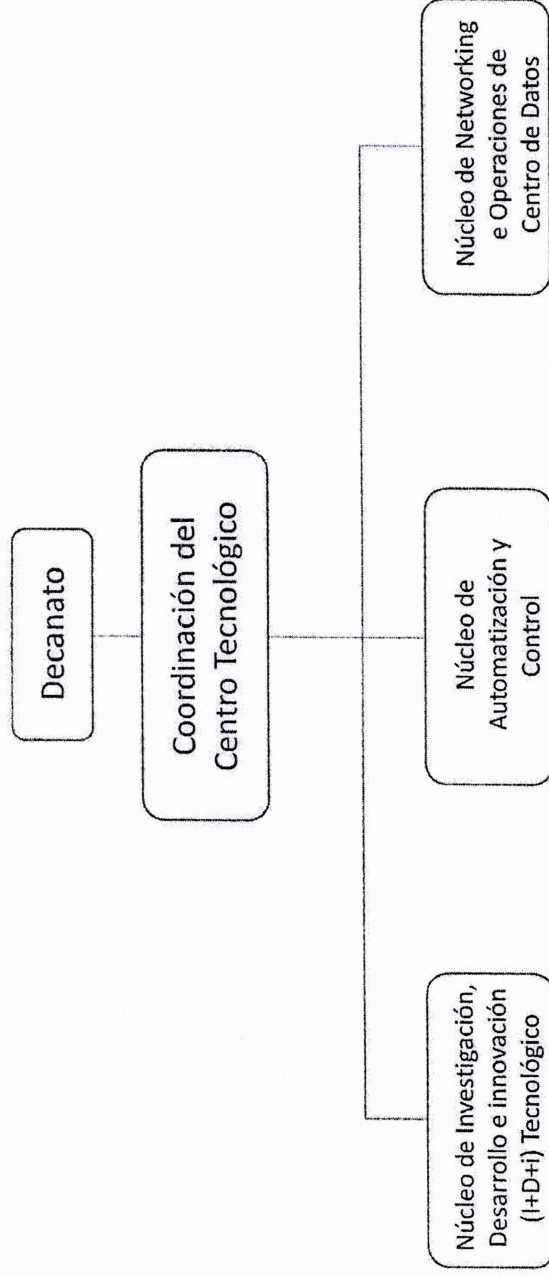 Decanato
Coordinación del
Centro Tecnológico
Núcleo de Investigación,
Desarrollo e innovación
(I+D+i) Tecnológico
Núcleo de
Automatización y
Control
Núcleo de Networking
e Operaciones de
Centro de Datos